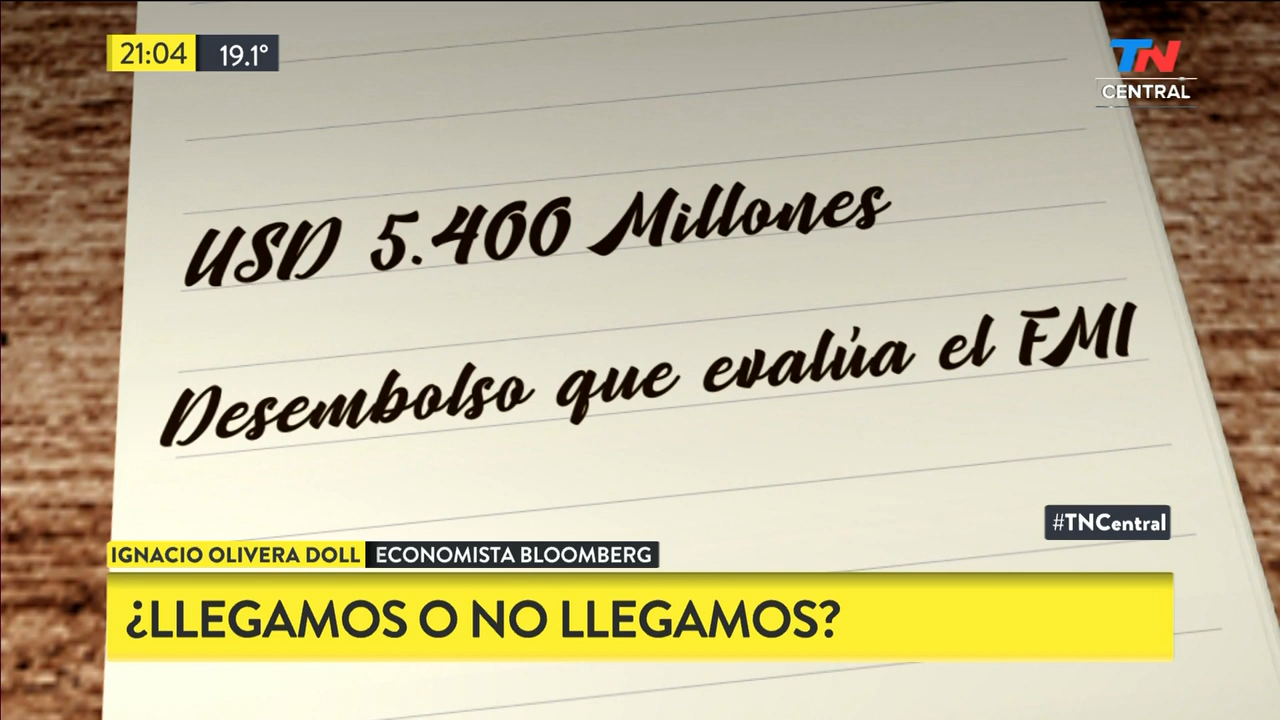 21:04 19.1°
TN
CENTRAL
USD 5.400 Millones
Desembolso que evalúa el FMI
#TNCentral
IGNACIO OLIVERA DOLL ECONOMISTA BLOOMBERG
¿LLEGAMOS O NO LLEGAMOS?